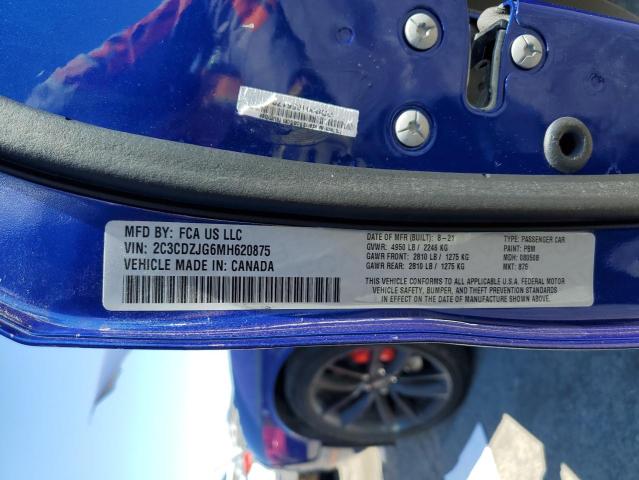 MFD BY: FCA US LLC
VIN: 2C3CDZJG6MH620875
VEHICLE MADE IN: CANADA
DATE OF MFR (BUILT): 8-21
GVWR: 4950 LB / 2246 KG
GAWR FRONT: 2810 LB / 1275 KG
GAWR REAR: 2810 LB / 1275 KG
TYPE: PASSENGER CAR
PAINT: PBM
MDH: 080508
MKT: 875
THIS VEHICLE CONFORMS TO ALL APPLICABLE U.S.A. FEDERAL MOTOR
VEHICLE SAFETY, BUMPER, AND THEFT PREVENTION STANDARDS
IN EFFECT ON THE DATE OF MANUFACTURE SHOWN ABOVE.